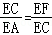 EC/EA = EF/EC